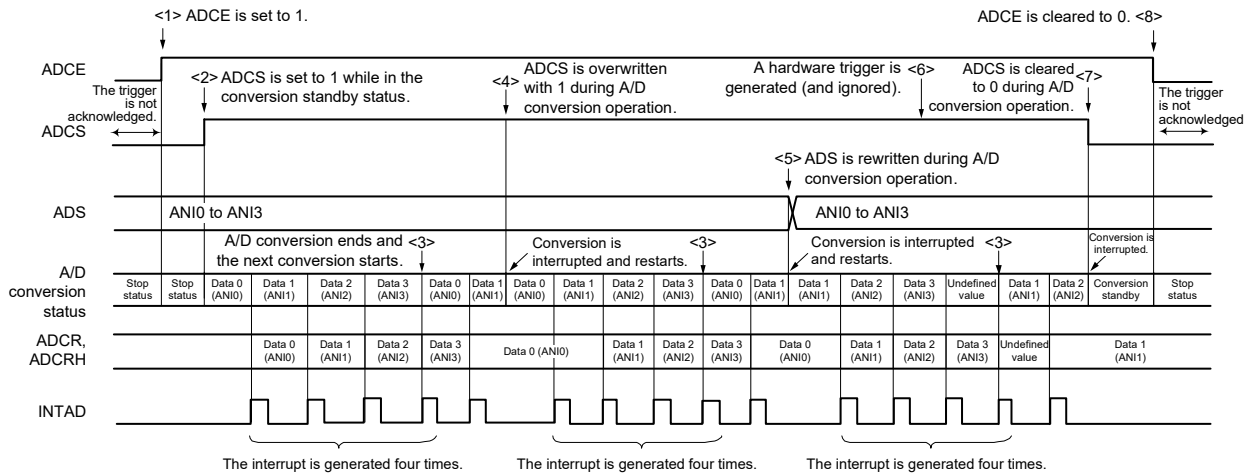 <1> ADCE is set to 1.
ADCE is cleared to 0. <8>
ADCE
<2> ADCS is set to 1 while in the
conversion standby status.
<4>
ADCS is overwritten
with 1 during A/D
conversion operation.
A hardware trigger is
generated (and ignored).
<6>
ADCS is cleared
to 0 during A/D
conversion operation.
<7>
The trigger
is not
acknowledged.
The trigger
is not
acknowledged
ADCS
<5> ADS is rewritten during A/D
conversion operation.
ADS
ANI0 to ANI3
ANI0 to ANI3
A/D conversion ends and
the next conversion starts.
<3>
Conversion is
interrupted and restarts.
<3>
Conversion is interrupted
and restarts.
<3>
Conversion is
interrupted.
A/D
conversion
status
Stop
status
Stop
status
Data 0
(ANI0)
Data 1
(ANI1)
Data 2
(ANI2)
Data 3
(ANI3)
Data 0
(ANI0)
Data 1
(ANI1)
Data 0
(ANI0)
Data 1
(ANI1)
Data 2
(ANI2)
Data 3
(ANI3)
Data 0
(ANI0)
Data 1
(ANI1)
Data 1
(ANI1)
Data 2
(ANI2)
Data 3
(ANI3)
Undefined
value
Data 1
(ANI1)
Data 2
(ANI2)
Conversion
standby
Stop
status
ADCR,
ADCRH
Data 0
(ANI0)
Data 1
(ANI1)
Data 2
(ANI2)
Data 3
(ANI3)
Data 0 (ANI0)
Data 1
(ANI1)
Data 2
(ANI2)
Data 3
(ANI3)
Data 0
(ANI0)
Data 1
(ANI1)
Data 2
(ANI2)
Data 3
(ANI3)
Undefined
value
Data 1
(ANI1)
INTAD
The interrupt is generated four times.
The interrupt is generated four times.
The interrupt is generated four times.